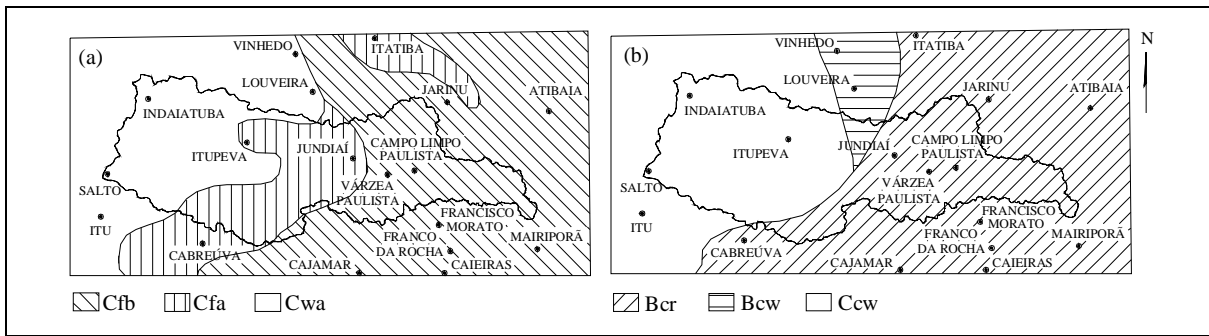 (a)
VINHEDO
ITATIBA
LOUVEIRA
JARINU
ATIBAIA
INDAIATUBA
ITUPEVA
JUNDIAÍ
CAMPO LIMPO
PAULISTA
SALTO
VÁRZEA
PAULISTA
ITU
FRANCISCO
MORATO
CABREÚVA
FRANCO
DA ROCHA
MAIRIPORÃ
CAJAMAR
CAIEIRAS
Cfb
Cfa
Cwa
(b)
VINHEDO
ITATIBA
LOUVEIRA
JARINU
ATIBAIA
INDAIATUBA
ITUPEVA
JUNDIAÍ
CAMPO LIMPO
PAULISTA
SALTO
VÁRZEA
PAULISTA
ITU
FRANCISCO
MORATO
CABREÚVA
FRANCO
DA ROCHA
MAIRIPORÃ
CAJAMAR
CAIEIRAS
Bcr
Bcw
Ccw
N